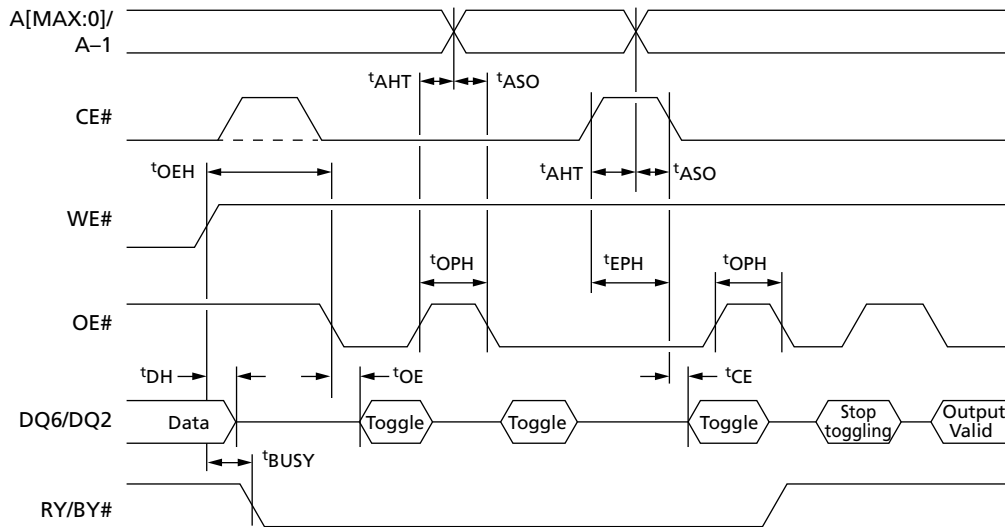 A[MAX:0]/
A–1
tAHT
tASO
CE#
tOEH
tAHT
tASO
WE#
tOPH
tEPH
tOPH
OE#
tDH
tOE
tCE
DQ6/DQ2
Data
Toggle
Toggle
Toggle
Stop
toggling
Output
Valid
tBUSY
RY/BY#